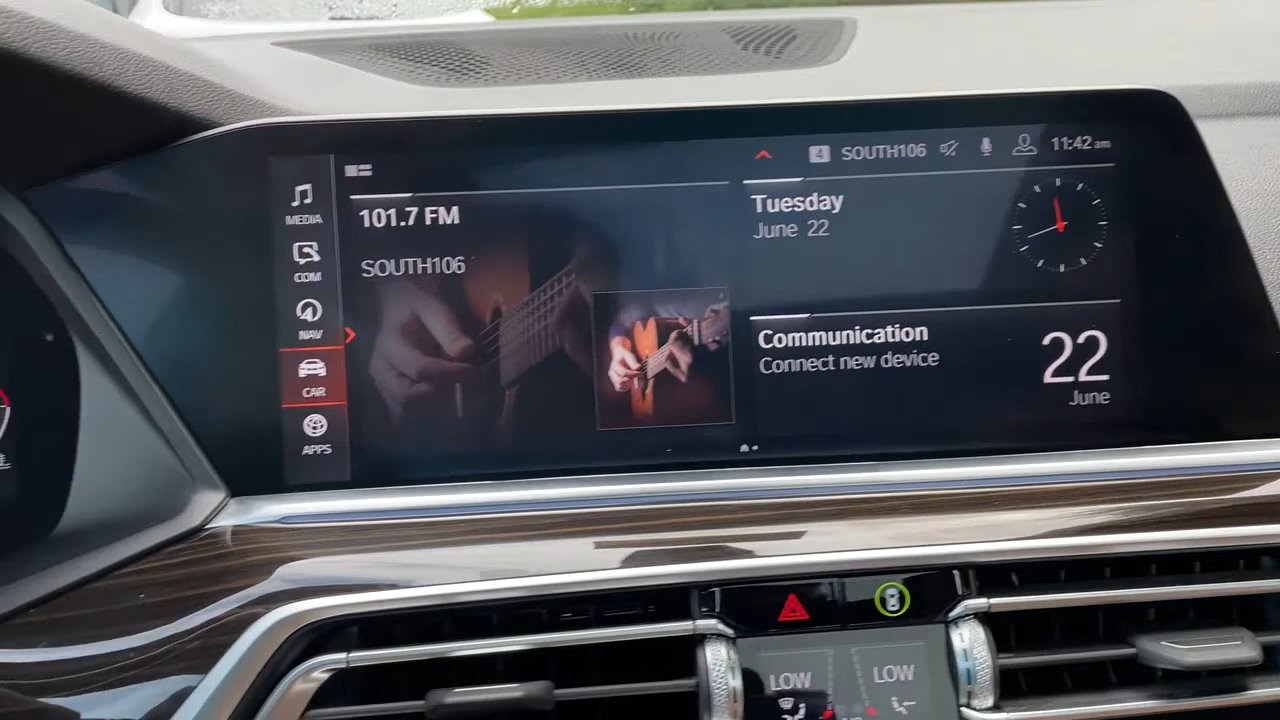 4 SOUTH106 11:42 am
MEDIA
COM
NAV
CAR
APPS
101.7 FM
SOUTH106
Tuesday
June 22
Communication
Connect new device
22
June
LOW
LOW